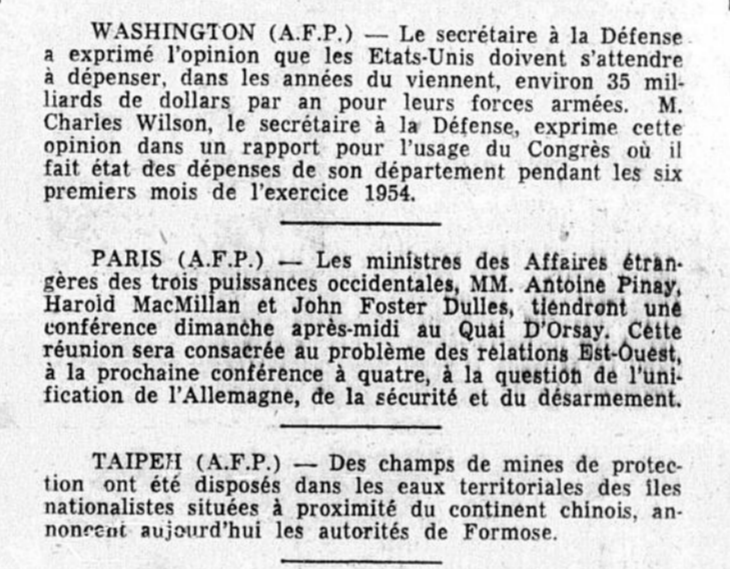 WASHINGTON (A.F.P.) — Le secrétaire à la Défense
a exprimé l'opinion que les Etats-Unis doivent s'attendre
à dépenser, dans les années du viennent, environ 35 mil-
liards de dollars par an pour leurs forces armées. M.
Charles Wilson, le secrétaire à la Défense, exprime cette
opinion dans un rapport pour l'usage du Congrès où il
fait état des dépenses de son département pendant les six
premiers mois de l'exercice 1954.
PARIS (A.F.P.) — Les ministres des Affaires étran-
gères des trois puissances occidentales, MM. Antoine Pinay,
Harold MacMillan et John Foster Dulles, tiendront une
conférence dimanche après-midi au Quai D'Orsay. Cette
réunion sera consacrée au problème des relations Est-Ouest,
à la prochaine conférence à quatre, à la question de l'uni-
fication de l'Allemagne, de la sécurité et du désarmement.
TAIPEH (A.F.P.) — Des champs de mines de protec-
tion ont été disposés dans les eaux territoriales des îles
nationalistes situées à proximité du continent chinois, an-
noncent aujourd'hui les autorités de Formose.